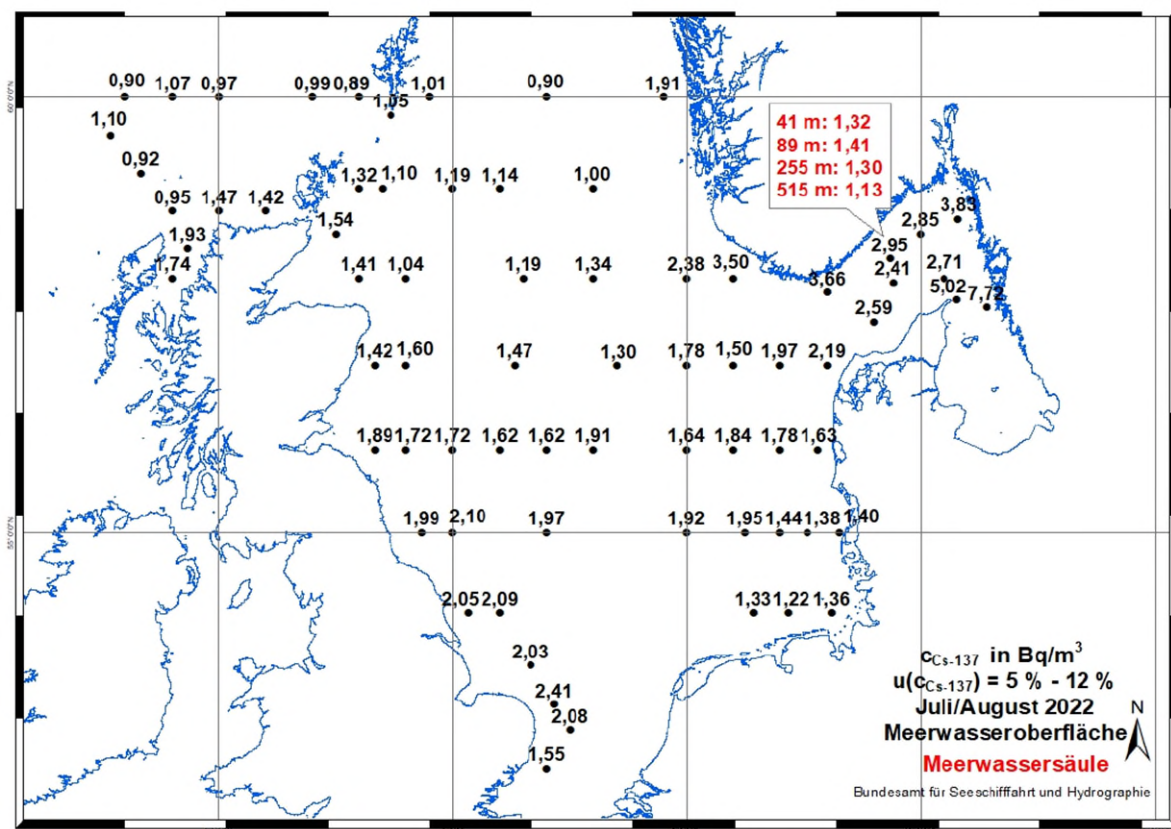 0,90 1,07 0,97 0,99 0,89 1,01 0,90 1,91
60°0'0"N
1,05
1,10
41 m: 1,32
89 m: 1,41
255 m: 1,30
515 m: 1,13
0,92
1,32 1,10 1,19 1,14 1,00
0,95 1,47 1,42
3,83
1,54 2,85
1,93 2,95
1,74 1,41 1,04 1,19 1,34 2,38 3,50 2,41 2,71
3,66 5,02 7,72
2,59
1,42 1,60 1,47 1,30 1,78 1,50 1,97 2,19
1,89 1,72 1,72 1,62 1,62 1,91 1,64 1,84 1,78 1,63
1,99 2,10 1,97 1,92 1,95 1,44 1,38 1,40
55°0'0"N
2,05 2,09 1,33 1,22 1,36
2,03
2,41
2,08
1,55
cCs-137 in Bq/m³
u(cCs-137) = 5 % - 12 %
Juli/August 2022
N
Meerwasseroberfläche
Meerwassersäule
Bundesamt für Seeschifffahrt und Hydrographie